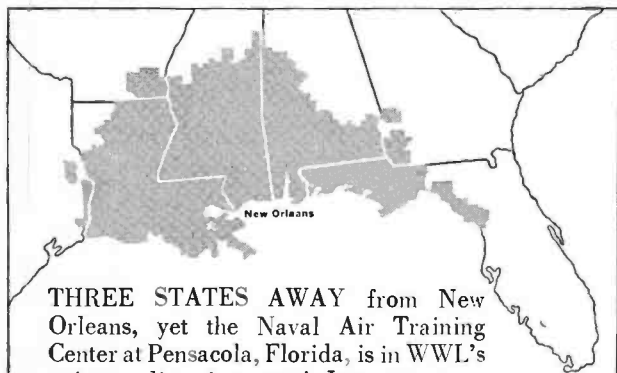 New Orleans
THREE STATES AWAY from New
Orleans, yet the Naval Air Training
Center at Pensacola, Florida, is in WWL's